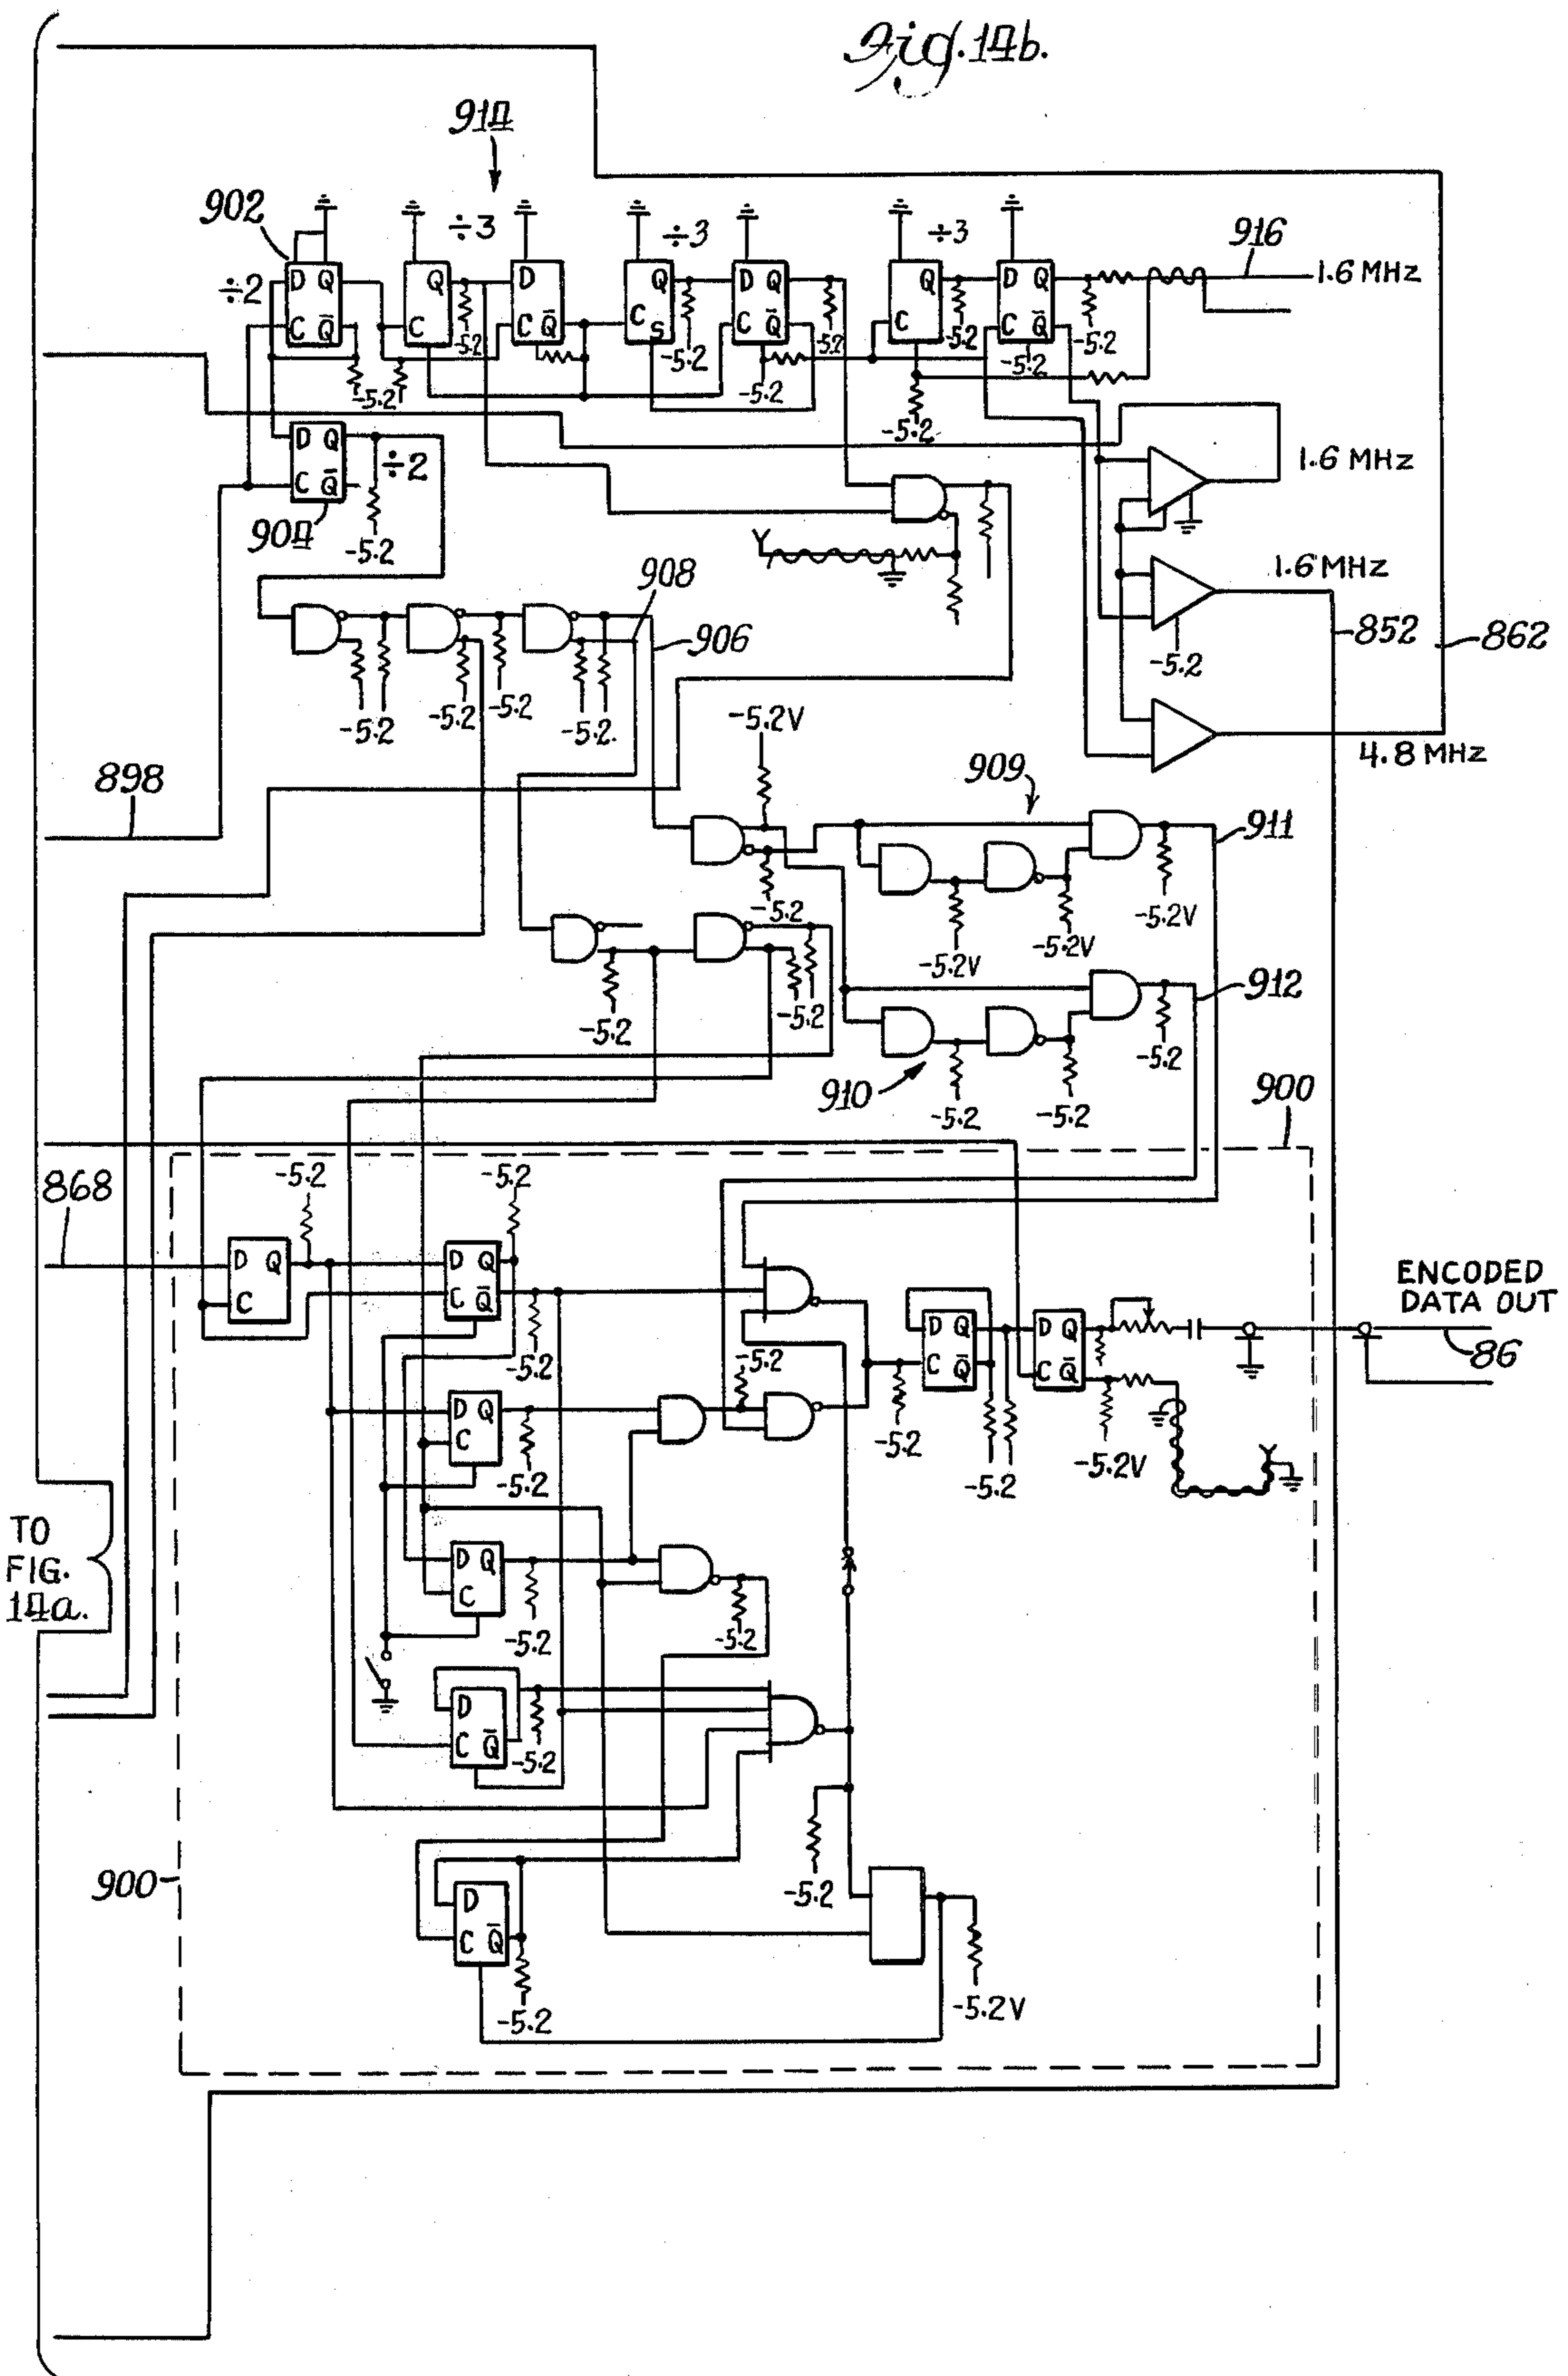 Fig. 14b.
914
902
÷3
÷3
÷3
916
÷2
D Q
C Q̄
Q
C
D
C Q̄
Q
C S
D Q
C Q̄
Q
C
D Q
C Q̄
1.6 MHz
-5.2
-5.2
-5.2
-5.2
-5.2
-5.2
-5.2
-5.2
-5.2
D Q
C Q̄
÷2
904
-5.2
1.6 MHz
908
906
1.6 MHz
852
862
-5.2
-5.2
-5.2
-5.2
-5.2.
-5.2V
4.8 MHz
898
909
911
-5.2
-5.2V
-5.2V
-5.2V
-5.2
-5.2
912
-5.2
910
-5.2
-5.2
900
868
-5.2
-5.2
D Q
C
D Q
C Q̄
-5.2
ENCODED
DATA OUT
86
D Q
C Q̄
D Q
C Q̄
-5.2
D Q
C
-5.2
-5.2
-5.2
-5.2V
TO
FIG.
14a.
D Q
C
-5.2
-5.2
D
C Q̄
-5.2
900
-5.2
D
C Q̄
-5.2
-5.2V